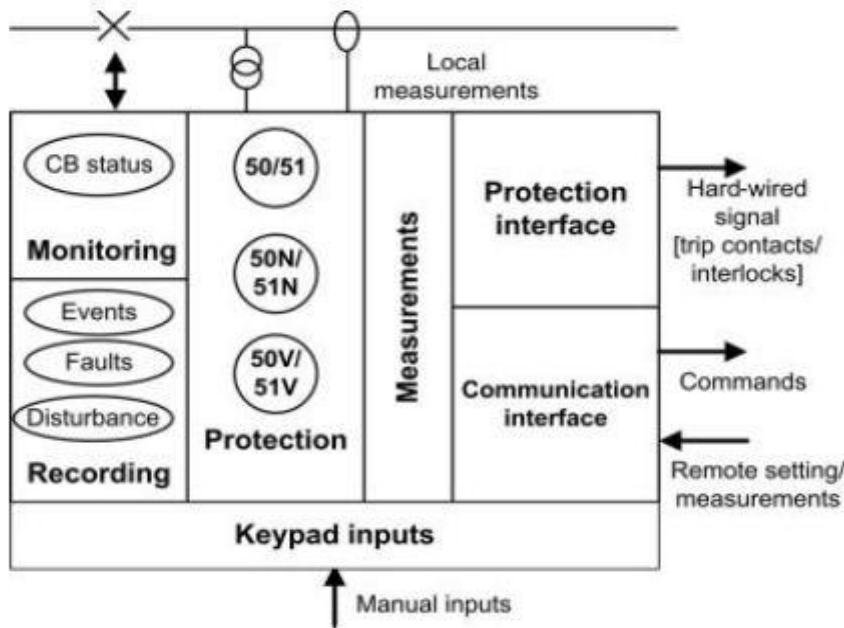 Local
measurements
CB status
Monitoring
Events
Faults
Disturbance
Recording
50/51
50N/
51N
50V/
51V
Protection
Measurements
Protection
interface
Communication
interface
Hard-wired
signal
[trip contacts/
interlocks]
Commands
Remote setting/
measurements
Keypad inputs
Manual inputs